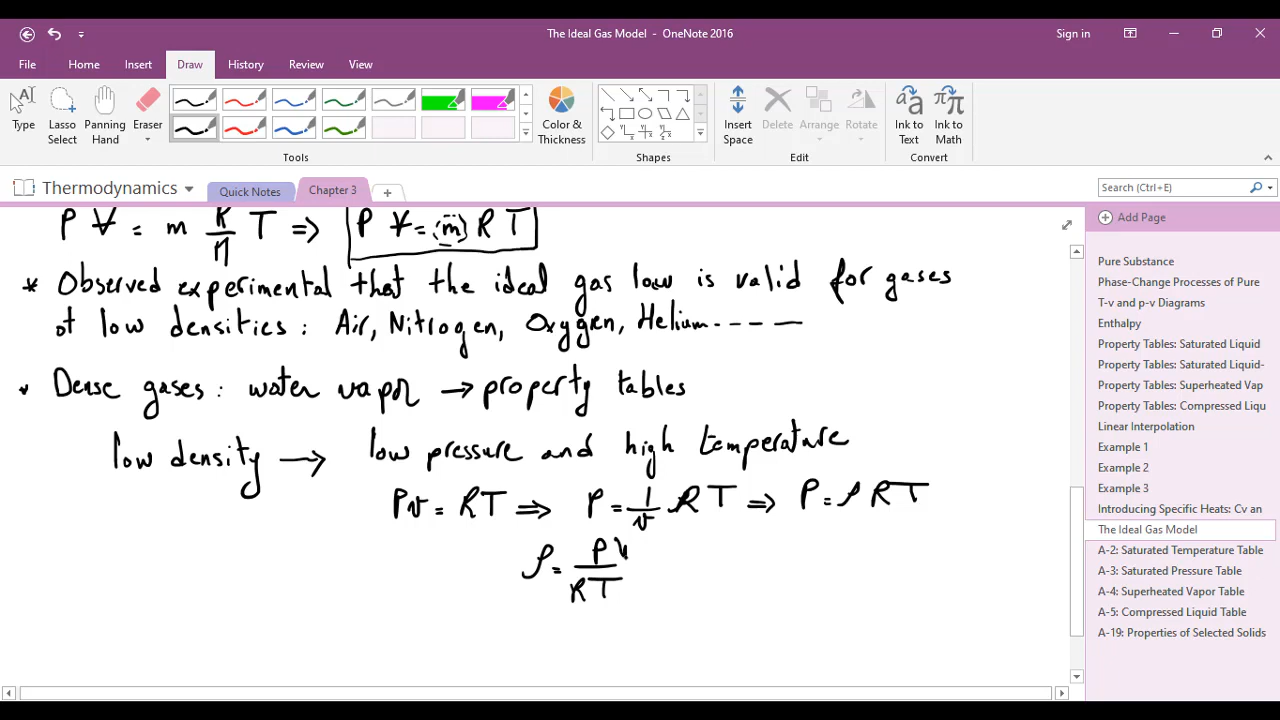 The Ideal Gas Model - OneNote 2016
Sign in
File Home Insert Draw History Review View
Type
Lasso Select
Panning Hand
Eraser
Color & Thickness
Insert Space
Delete
Arrange
Rotate
Ink to Text
Ink to Math
Tools
Shapes
Edit
Convert
Thermodynamics
Quick Notes
Chapter 3
Search (Ctrl+E)
P V = m R/M T ⇒ P V = m R T
* Observed experimental that the ideal gas low is valid for gases
of low densities : Air, Nitrogen, Oxygen, Helium - - - - -
* Dense gases : water vapor → property tables
low density → low pressure and high temperature
Pv = RT ⇒ P = 1/v RT ⇒ P = ρ RT
ρ = P/RT
Add Page
Pure Substance
Phase-Change Processes of Pure
T-v and p-v Diagrams
Enthalpy
Property Tables: Saturated Liquid
Property Tables: Saturated Liquid-
Property Tables: Superheated Vap
Property Tables: Compressed Liqu
Linear Interpolation
Example 1
Example 2
Example 3
Introducing Specific Heats: Cv an
The Ideal Gas Model
A-2: Saturated Temperature Table
A-3: Saturated Pressure Table
A-4: Superheated Vapor Table
A-5: Compressed Liquid Table
A-19: Properties of Selected Solids